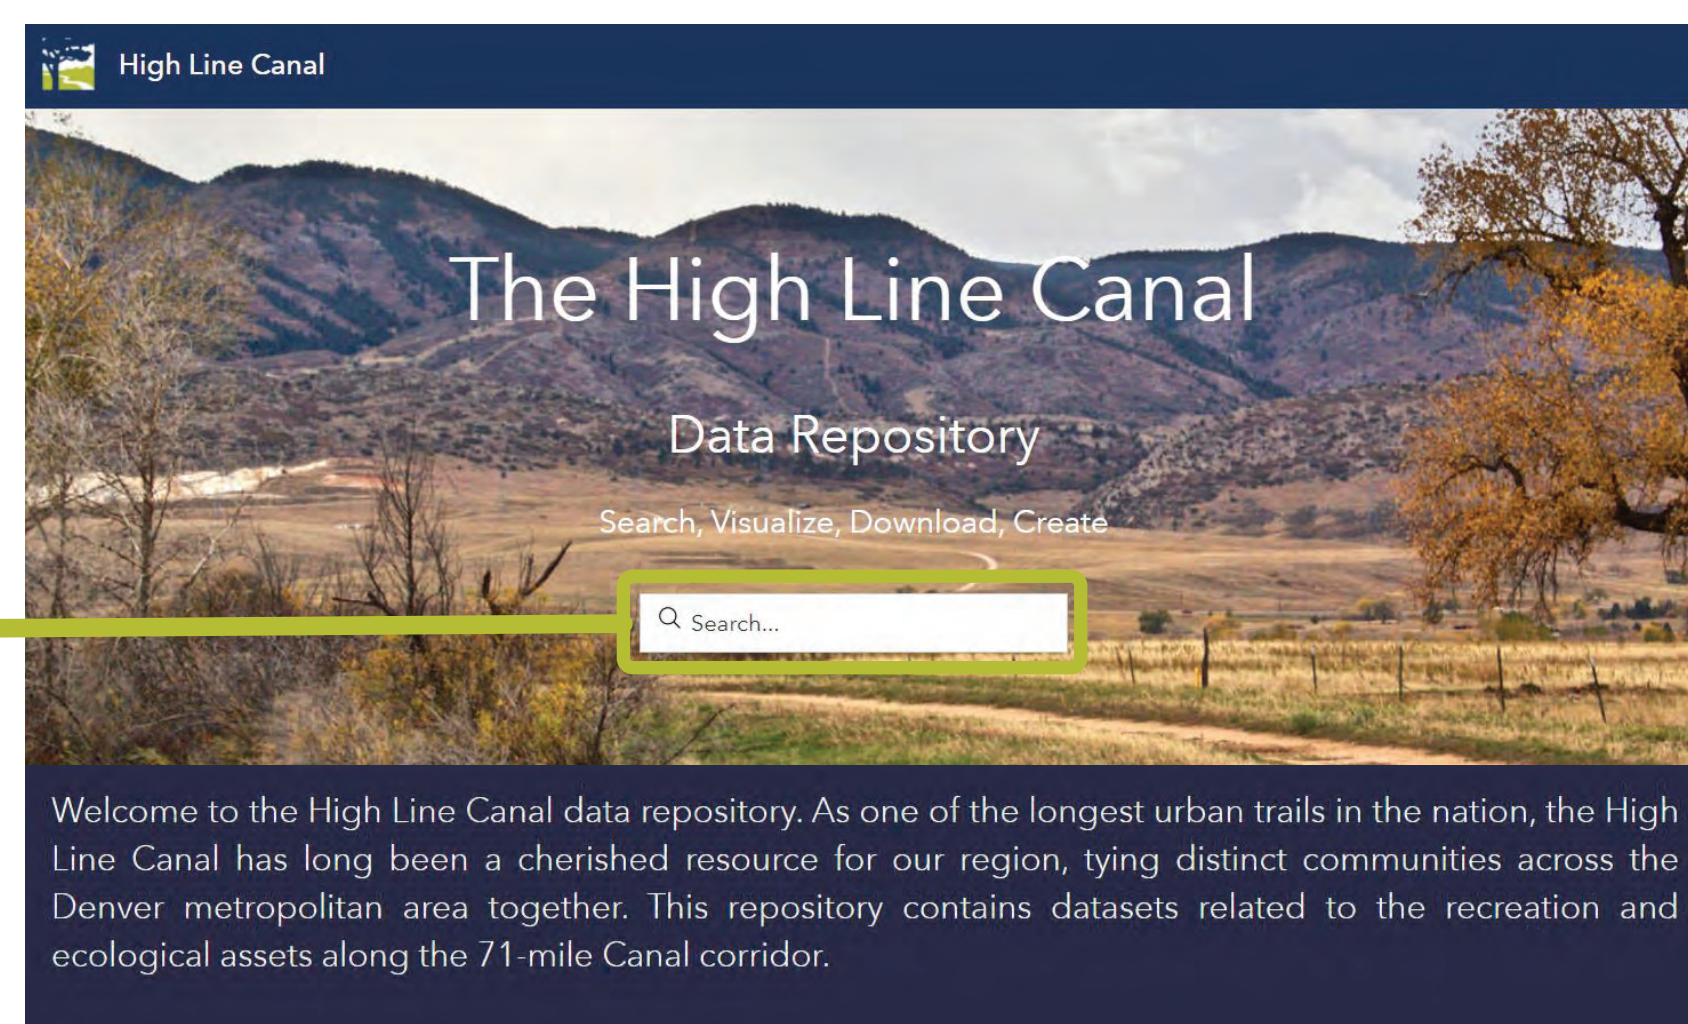 High Line Canal
The High Line Canal
Data Repository
Search, Visualize, Download, Create
Search...
Welcome to the High Line Canal data repository. As one of the longest urban trails in the nation, the High
Line Canal has long been a cherished resource for our region, tying distinct communities across the
Denver metropolitan area together. This repository contains datasets related to the recreation and
ecological assets along the 71-mile Canal corridor.